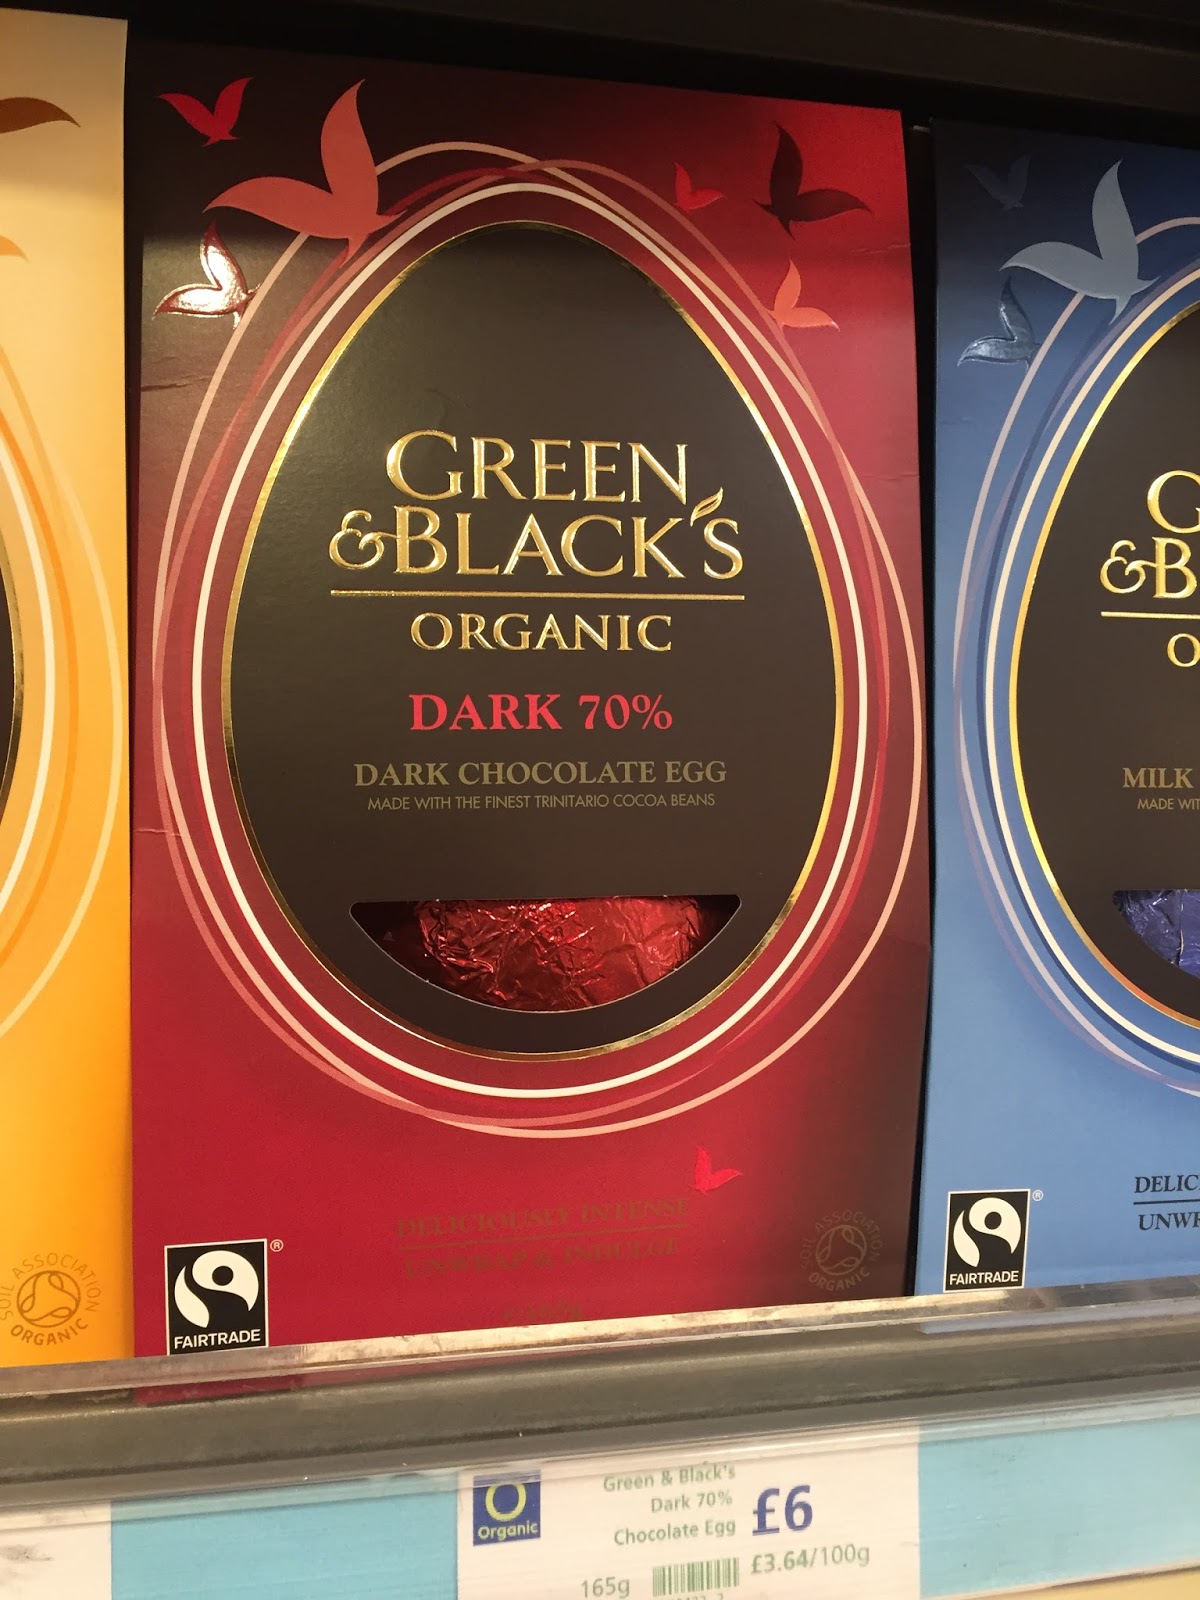 GREEN
&BLACK'S
ORGANIC
DARK 70%
DARK CHOCOLATE EGG
MADE WITH THE FINEST TRINITARIO COCOA BEANS
DELICIOUSLY INTENSE
UNWRAP & INDULGE
FAIRTRADE
®
SOIL ASSOCIATION
ORGANIC
SOIL ASSOCIATION
ORGANIC
G
&B
O
MILK
MADE WIT
DELIC
UNWR
FAIRTRADE
®
Organic
Green & Black's
Dark 70%
Chocolate Egg
£6
£3.64/100g
165g